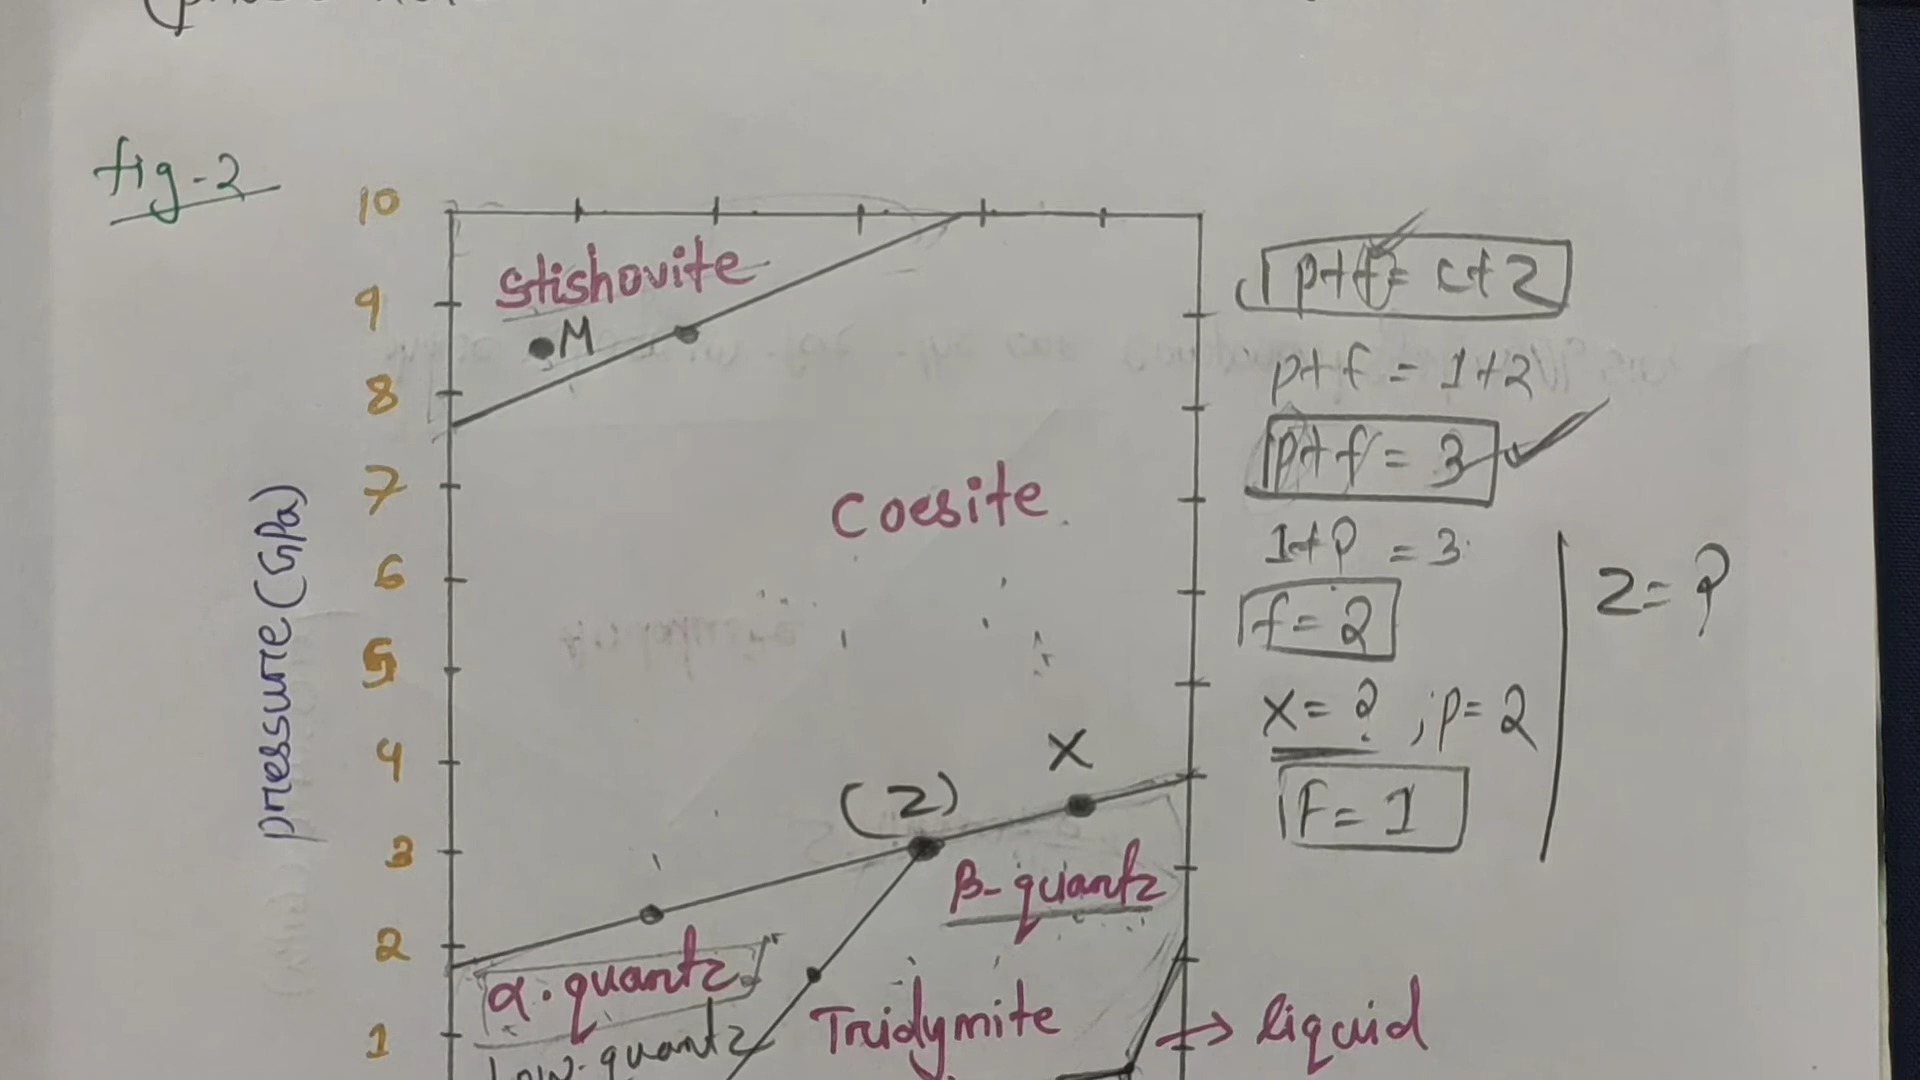 fig-2
10
9
8
7
6
5
4
3
2
1
pressure (GPa)
Stishovite
M
Coesite
X
(2)
β-quartz
α-quartz
Low-quartz
Tridymite
liquid
p+f = c+2
p+f = 1+2
p+f = 3
1+P = 3
f = 2
X = ? ; p = 2
F = 1
2 = ?